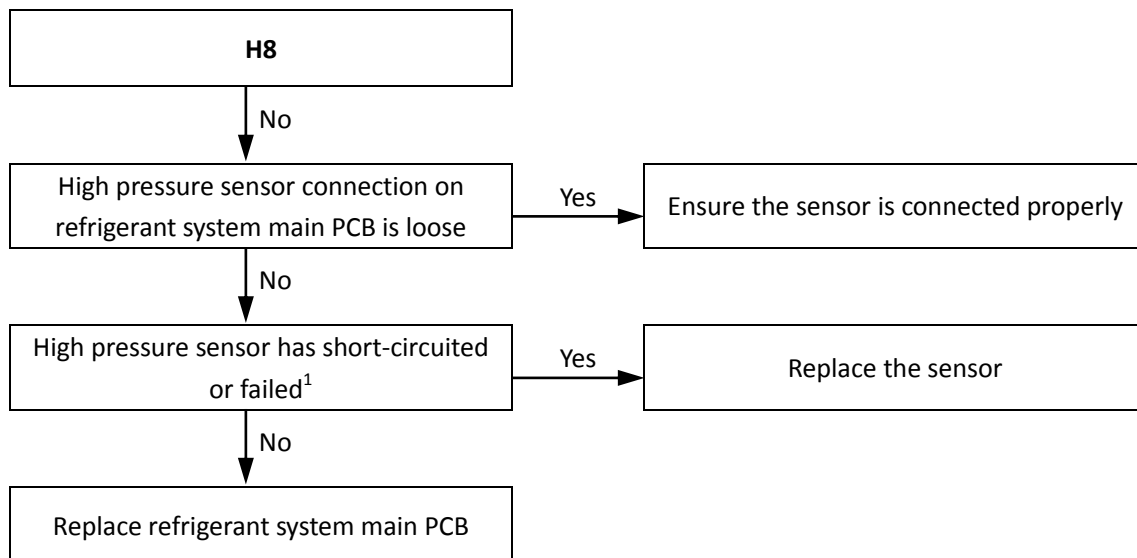 H8
No
High pressure sensor connection on
refrigerant system main PCB is loose
Yes
Ensure the sensor is connected properly
No
High pressure sensor has short-circuited
or failed1
Yes
Replace the sensor
No
Replace refrigerant system main PCB